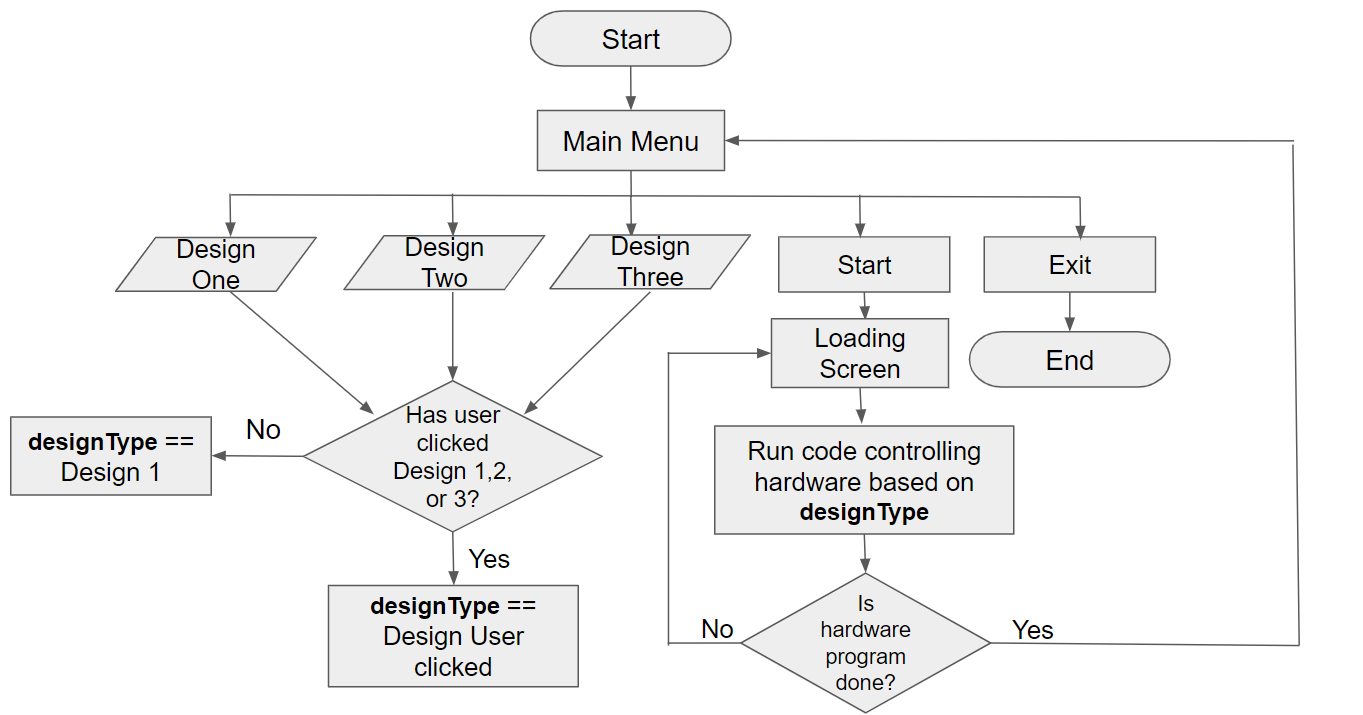 Start
Main Menu
Design
One
Design
Two
Design
Three
Start
Exit
Loading
Screen
End
Has user
clicked
Design 1,2,
or 3?
No
designType ==
Design 1
Yes
designType ==
Design User
clicked
Run code controlling
hardware based on
designType
Is
hardware
program
done?
No
Yes